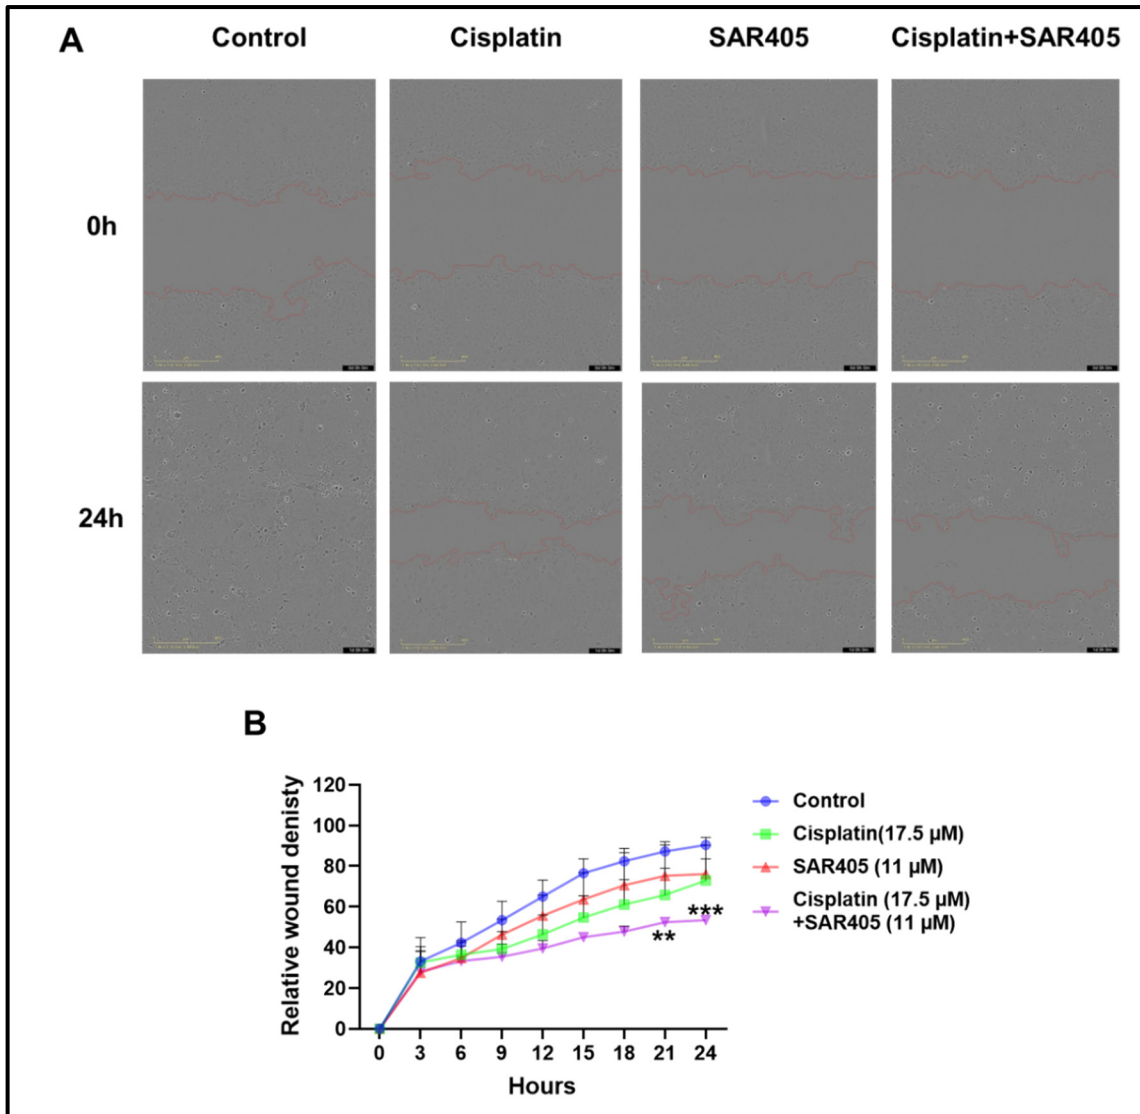 A
Control Cisplatin SAR405 Cisplatin+SAR405
0h
24h
B
Relative wound denisty
120
100
80
60
40
20
0
0 3 6 9 12 15 18 21 24
Hours
**
***
Control
Cisplatin(17.5 µM)
SAR405 (11 µM)
Cisplatin (17.5 µM)
+SAR405 (11 µM)